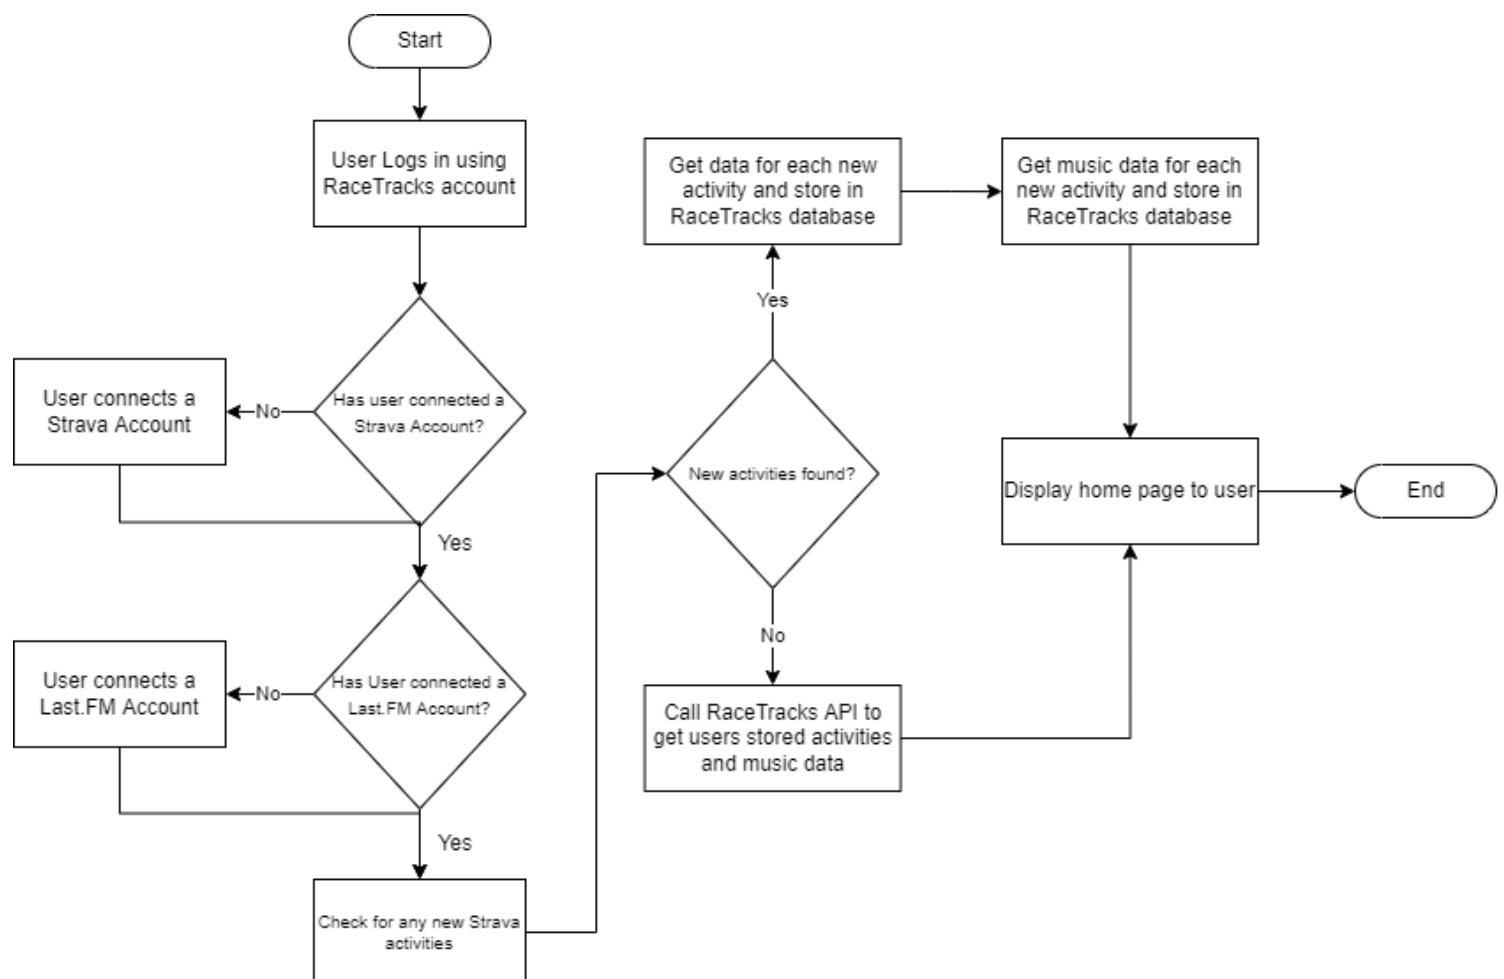 Start
User Logs in using
RaceTracks account
Has user connected a
Strava Account?
No
User connects a
Strava Account
Yes
Has User connected a
Last.FM Account?
No
User connects a
Last.FM Account
Yes
Check for any new Strava
activities
New activities found?
Yes
Get data for each new
activity and store in
RaceTracks database
Get music data for each
new activity and store in
RaceTracks database
No
Call RaceTracks API to
get users stored activities
and music data
Display home page to user
End